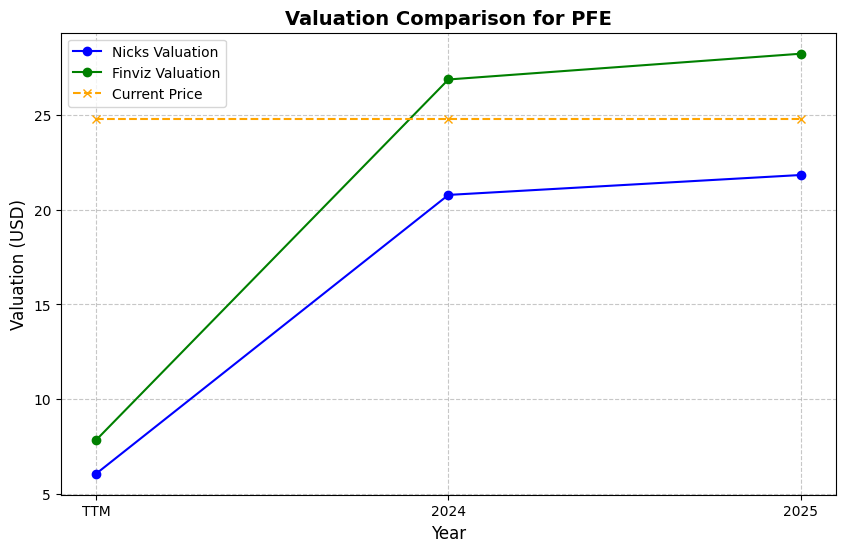 Valuation Comparison for PFE
Nicks Valuation
Finviz Valuation
Current Price
Valuation (USD)
25
20
15
10
5
TTM
2024
2025
Year